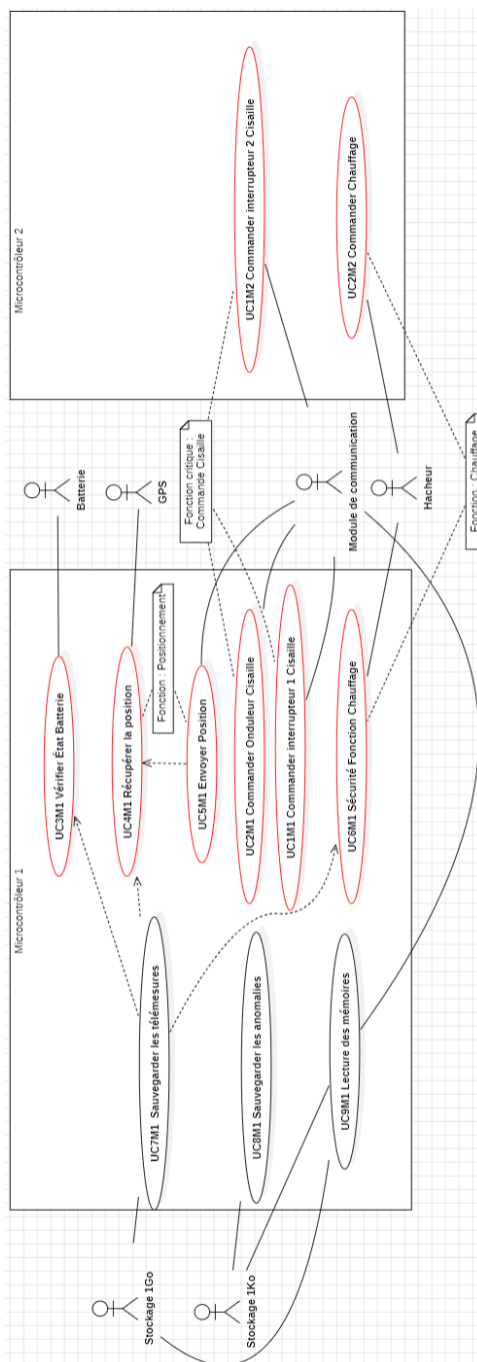 Microcontrôleur 1
Microcontrôleur 2
UC7M1 Sauvegarder les télémesures
UC8M1 Sauvegarder les anomalies
UC9M1 Lecture des mémoires
UC3M1 Vérifier État Batterie
UC4M1 Récupérer la position
Fonction : Positionnement
UC5M1 Envoyer Position
UC2M1 Commander Onduleur Cisaille
UC1M1 Commander interrupteur 1 Cisaille
UC6M1 Sécurité Fonction Chauffage
Stockage 1Go
Stockage 1Ko
Batterie
GPS
Fonction critique :
Commande Cisaille
Module de communication
Hacheur
Fonction : Chauffage
UC1M2 Commander interrupteur 2 Cisaille
UC2M2 Commander Chauffage